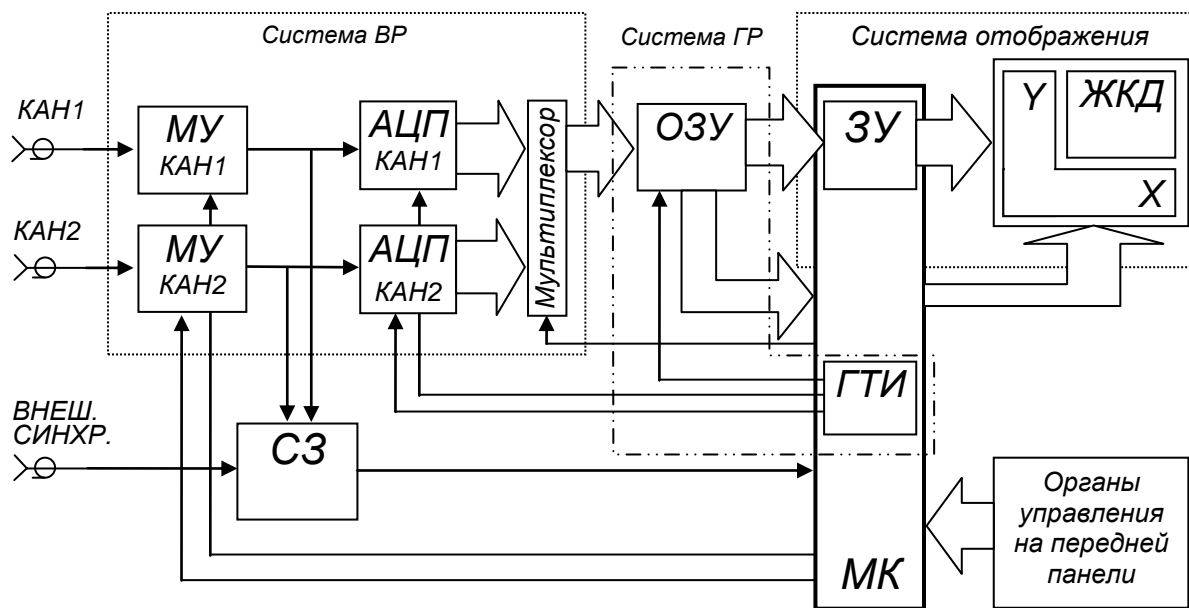 Система ВР
Система ГР
Система отображения
КАН1
МУ
КАН1
АЦП
КАН1
Мультиплексор
ОЗУ
ЗУ
Y
ЖКД
X
КАН2
МУ
КАН2
АЦП
КАН2
ГТИ
ВНЕШ.
СИНХР.
СЗ
МК
Органы
управления
на передней
панели